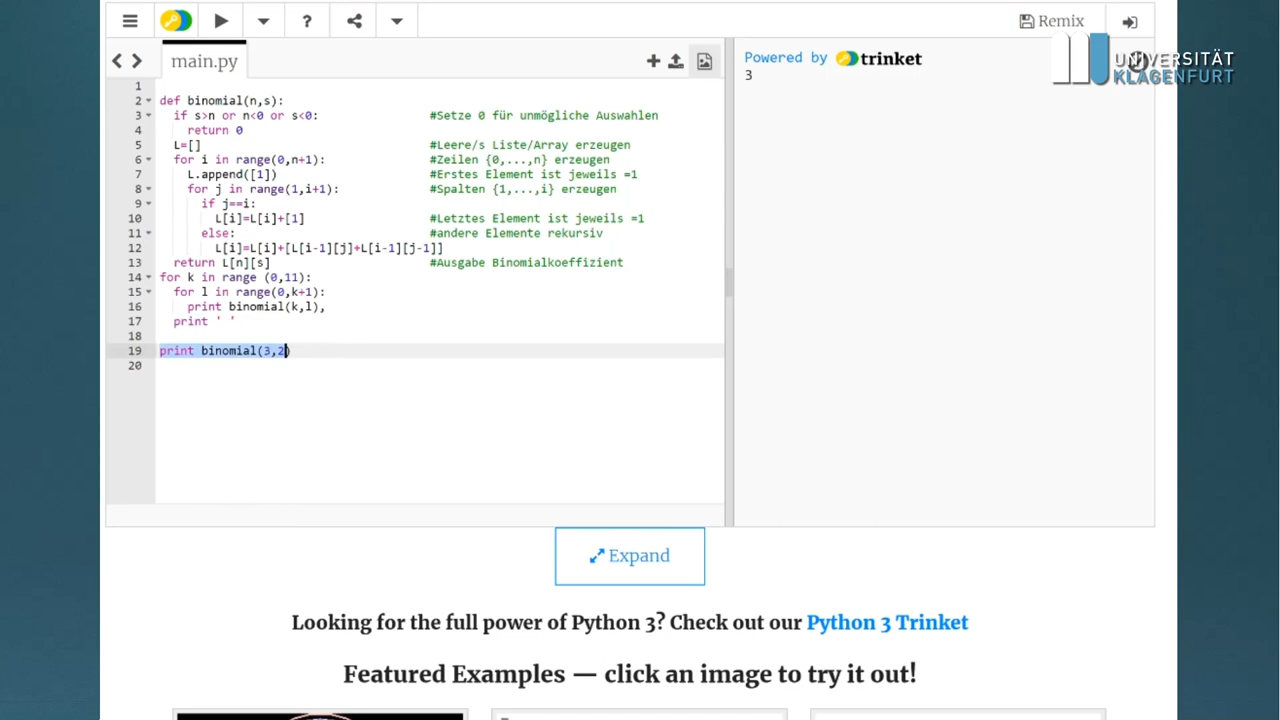 Remix
main.py
Powered by trinket
3
UNIVERSITÄT
KLAGENFURT
1
2 def binomial(n,s):
3 if s>n or n<0 or s<0: #Setze 0 für unmögliche Auswahlen
4 return 0
5 L=[] #Leere/s Liste/Array erzeugen
6 for i in range(0,n+1): #Zeilen {0,...,n} erzeugen
7 L.append([1]) #Erstes Element ist jeweils =1
8 for j in range(1,i+1): #Spalten {1,...,i} erzeugen
9 if j==i:
10 L[i]=L[i]+[1] #Letztes Element ist jeweils =1
11 else: #andere Elemente rekursiv
12 L[i]=L[i]+[L[i-1][j]+L[i-1][j-1]]
13 return L[n][s] #Ausgabe Binomialkoeffizient
14 for k in range (0,11):
15 for l in range(0,k+1):
16 print binomial(k,l),
17 print ' '
18
19 print binomial(3,2)
20
Expand
Looking for the full power of Python 3? Check out our Python 3 Trinket
Featured Examples — click an image to try it out!